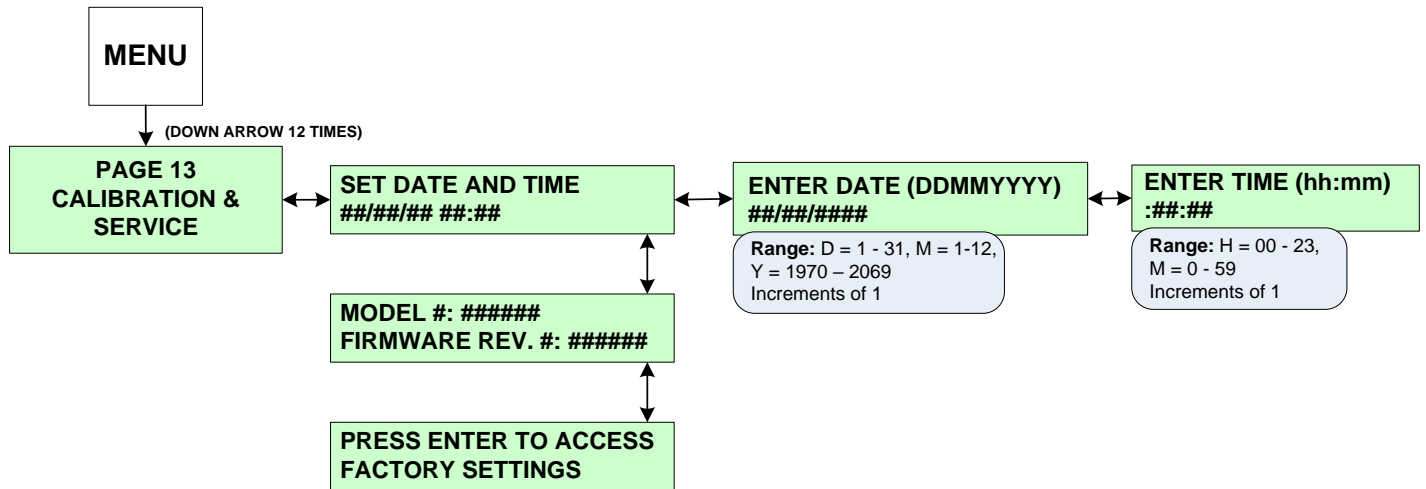 MENU
(DOWN ARROW 12 TIMES)
PAGE 13
CALIBRATION &
SERVICE
SET DATE AND TIME
##/##/## ##:##
ENTER DATE (DDMMYYYY)
##/##/####
Range: D = 1 - 31, M = 1-12,
Y = 1970 – 2069
Increments of 1
ENTER TIME (hh:mm)
:##:##
Range: H = 00 - 23,
M = 0 - 59
Increments of 1
MODEL #: ######
FIRMWARE REV. #: ######
PRESS ENTER TO ACCESS
FACTORY SETTINGS